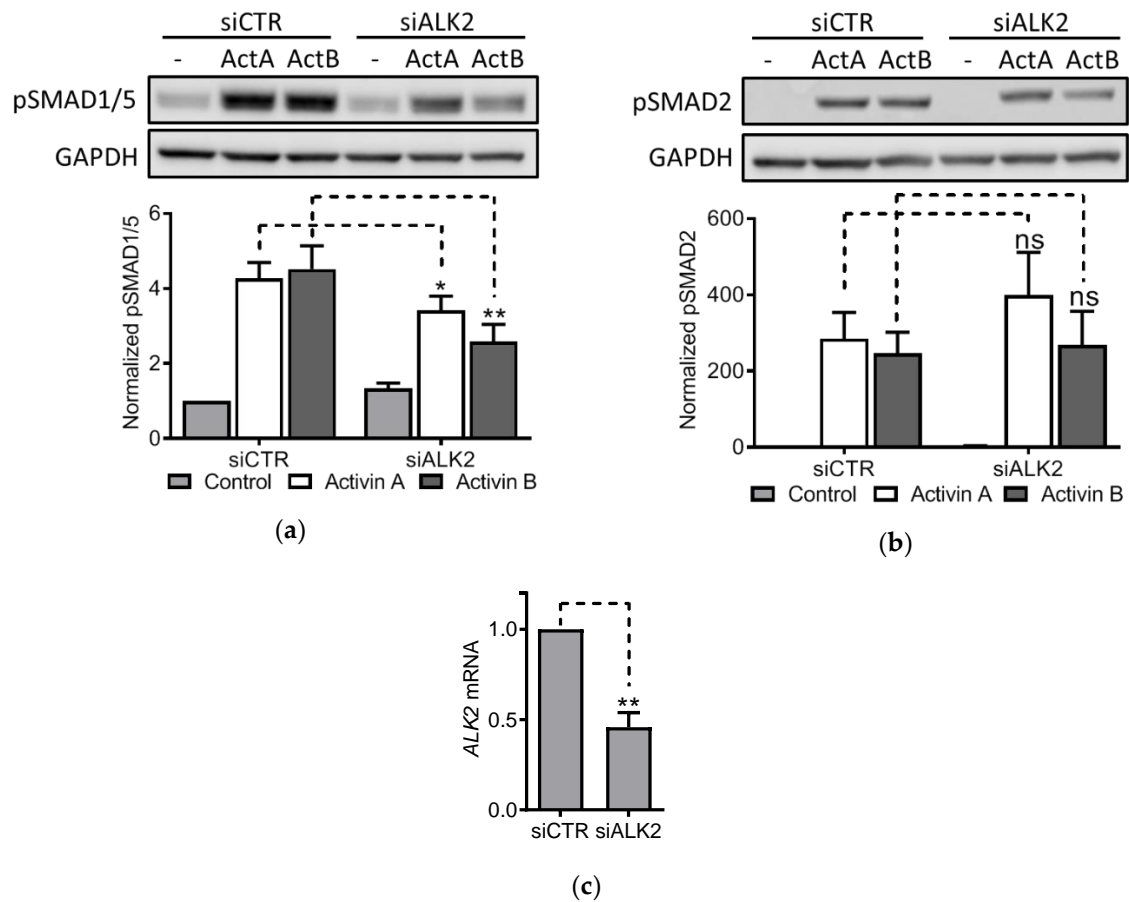 siCTR siALK2
- ActA ActB - ActA ActB
pSMAD1/5
GAPDH
Normalized pSMAD1/5
6
4
2
0
*
**
siCTR siALK2
Control Activin A Activin B
(a)
siCTR siALK2
- ActA ActB - ActA ActB
pSMAD2
GAPDH
Normalized pSMAD2
600
400
200
0
ns
ns
siCTR siALK2
Control Activin A Activin B
(b)
ALK2 mRNA
1.0
0.5
0.0
**
siCTR siALK2
(c)